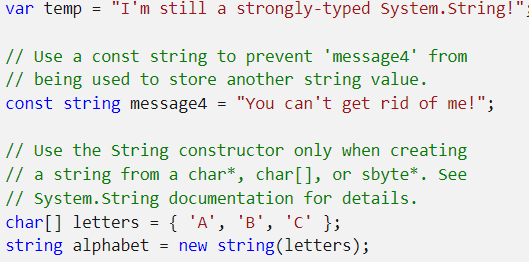 var temp = "I'm still a strongly-typed System.String!";
// Use a const string to prevent 'message4' from
// being used to store another string value.
const string message4 = "You can't get rid of me!";
// Use the String constructor only when creating
// a string from a char*, char[], or sbyte*. See
// System.String documentation for details.
char[] letters = { 'A', 'B', 'C' };
string alphabet = new string(letters);